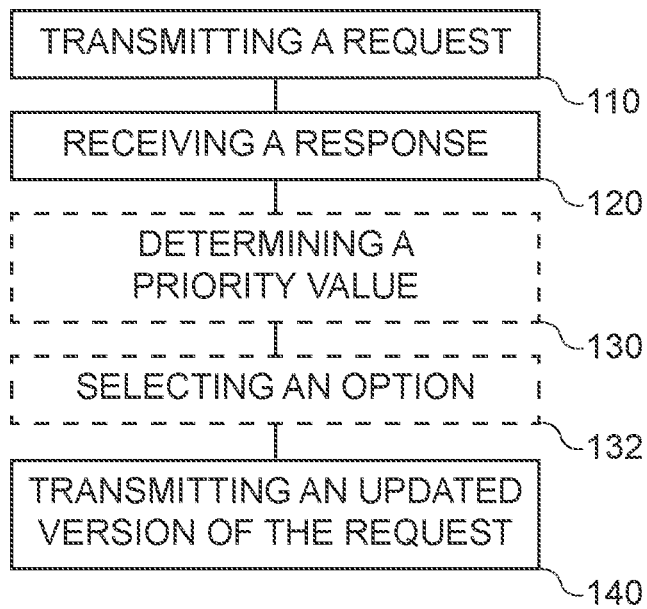 TRANSMITTING A REQUEST
110
RECEIVING A RESPONSE
120
DETERMINING A
PRIORITY VALUE
130
SELECTING AN OPTION
132
TRANSMITTING AN UPDATED
VERSION OF THE REQUEST
140